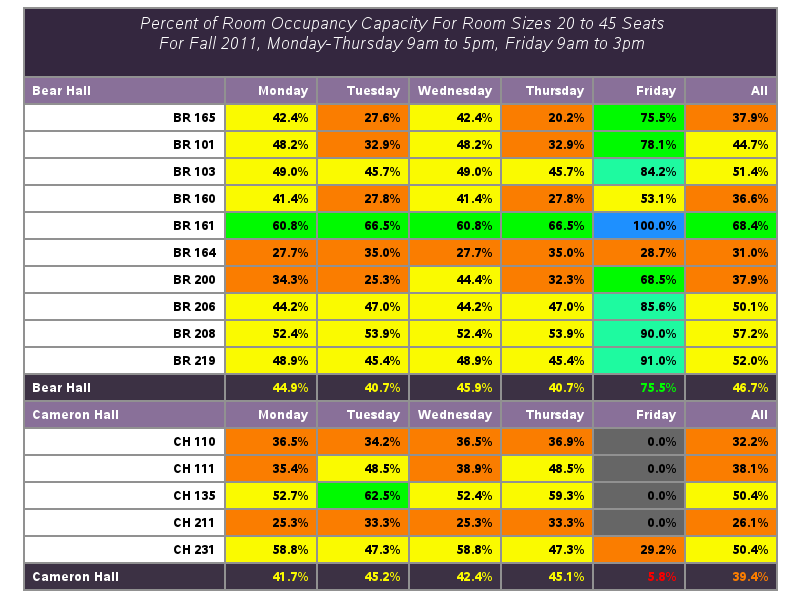 Percent of Room Occupancy Capacity For Room Sizes 20 to 45 Seats
For Fall 2011, Monday-Thursday 9am to 5pm, Friday 9am to 3pm
Bear Hall Monday Tuesday Wednesday Thursday Friday All
BR 165 42.4% 27.6% 42.4% 20.2% 75.5% 37.9%
BR 101 48.2% 32.9% 48.2% 32.9% 78.1% 44.7%
BR 103 49.0% 45.7% 49.0% 45.7% 84.2% 51.4%
BR 160 41.4% 27.8% 41.4% 27.8% 53.1% 36.6%
BR 161 60.8% 66.5% 60.8% 66.5% 100.0% 68.4%
BR 164 27.7% 35.0% 27.7% 35.0% 28.7% 31.0%
BR 200 34.3% 25.3% 44.4% 32.3% 68.5% 37.9%
BR 206 44.2% 47.0% 44.2% 47.0% 85.6% 50.1%
BR 208 52.4% 53.9% 52.4% 53.9% 90.0% 57.2%
BR 219 48.9% 45.4% 48.9% 45.4% 91.0% 52.0%
Bear Hall 44.9% 40.7% 45.9% 40.7% 75.5% 46.7%
Cameron Hall Monday Tuesday Wednesday Thursday Friday All
CH 110 36.5% 34.2% 36.5% 36.9% 0.0% 32.2%
CH 111 35.4% 48.5% 38.9% 48.5% 0.0% 38.1%
CH 135 52.7% 62.5% 52.4% 59.3% 0.0% 50.4%
CH 211 25.3% 33.3% 25.3% 33.3% 0.0% 26.1%
CH 231 58.8% 47.3% 58.8% 47.3% 29.2% 50.4%
Cameron Hall 41.7% 45.2% 42.4% 45.1% 5.8% 39.4%